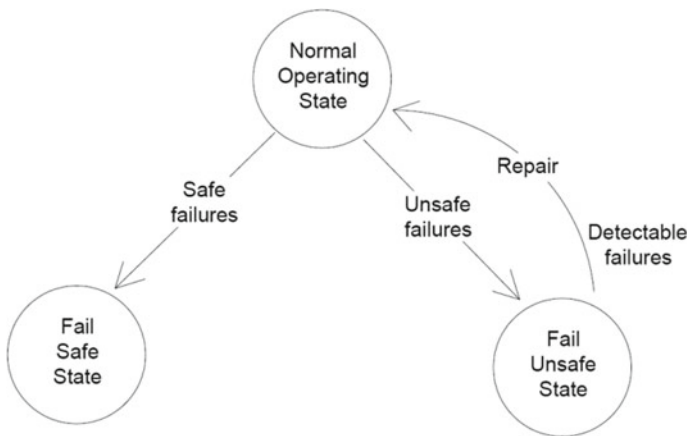 Normal
Operating
State
Safe
failures
Unsafe
failures
Repair
Detectable
failures
Fail
Safe
State
Fail
Unsafe
State